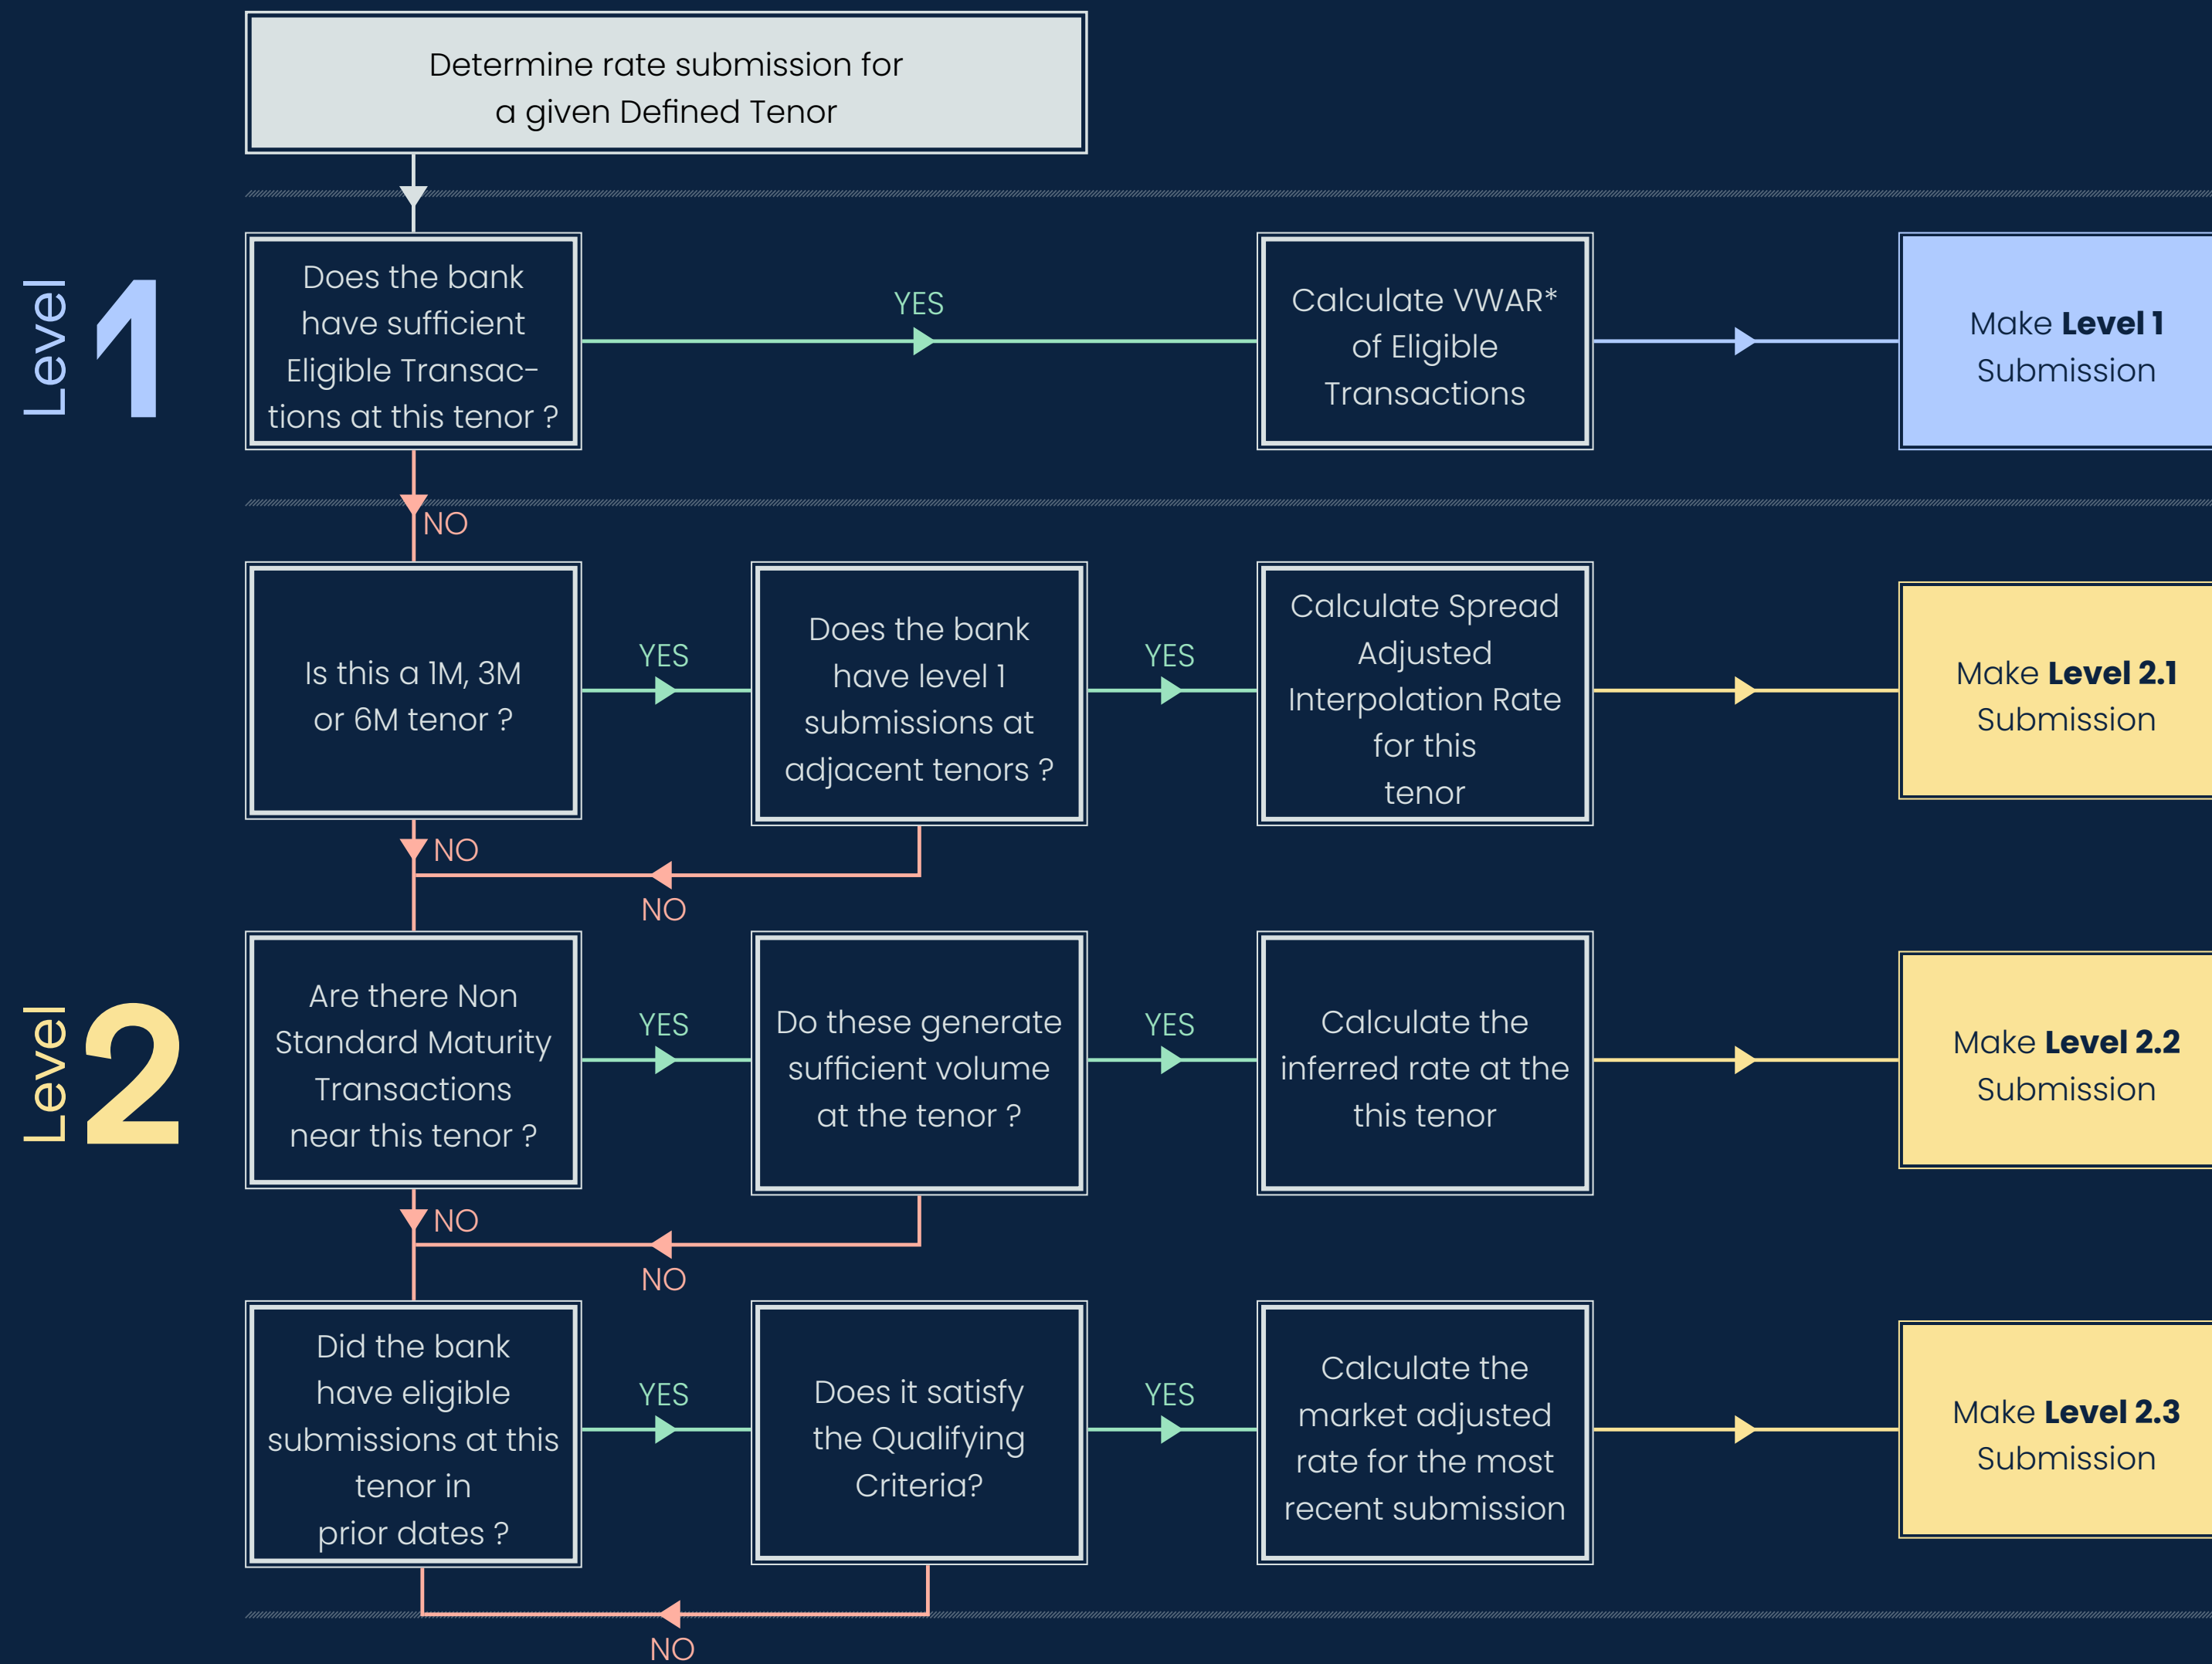 Determine rate submission for
a given Defined Tenor
Level 1
Does the bank
have sufficient
Eligible Transac-
tions at this tenor ?
YES
Calculate VWAR*
of Eligible
Transactions
Make Level 1
Submission
NO
Is this a 1M, 3M
or 6M tenor ?
YES
Does the bank
have level 1
submissions at
adjacent tenors ?
YES
Calculate Spread
Adjusted
Interpolation Rate
for this
tenor
Make Level 2.1
Submission
NO
NO
Level 2
Are there Non
Standard Maturity
Transactions
near this tenor ?
YES
Do these generate
sufficient volume
at the tenor ?
YES
Calculate the
inferred rate at the
this tenor
Make Level 2.2
Submission
NO
NO
Did the bank
have eligible
submissions at this
tenor in
prior dates ?
YES
Does it satisfy
the Qualifying
Criteria?
YES
Calculate the
market adjusted
rate for the most
recent submission
Make Level 2.3
Submission
NO